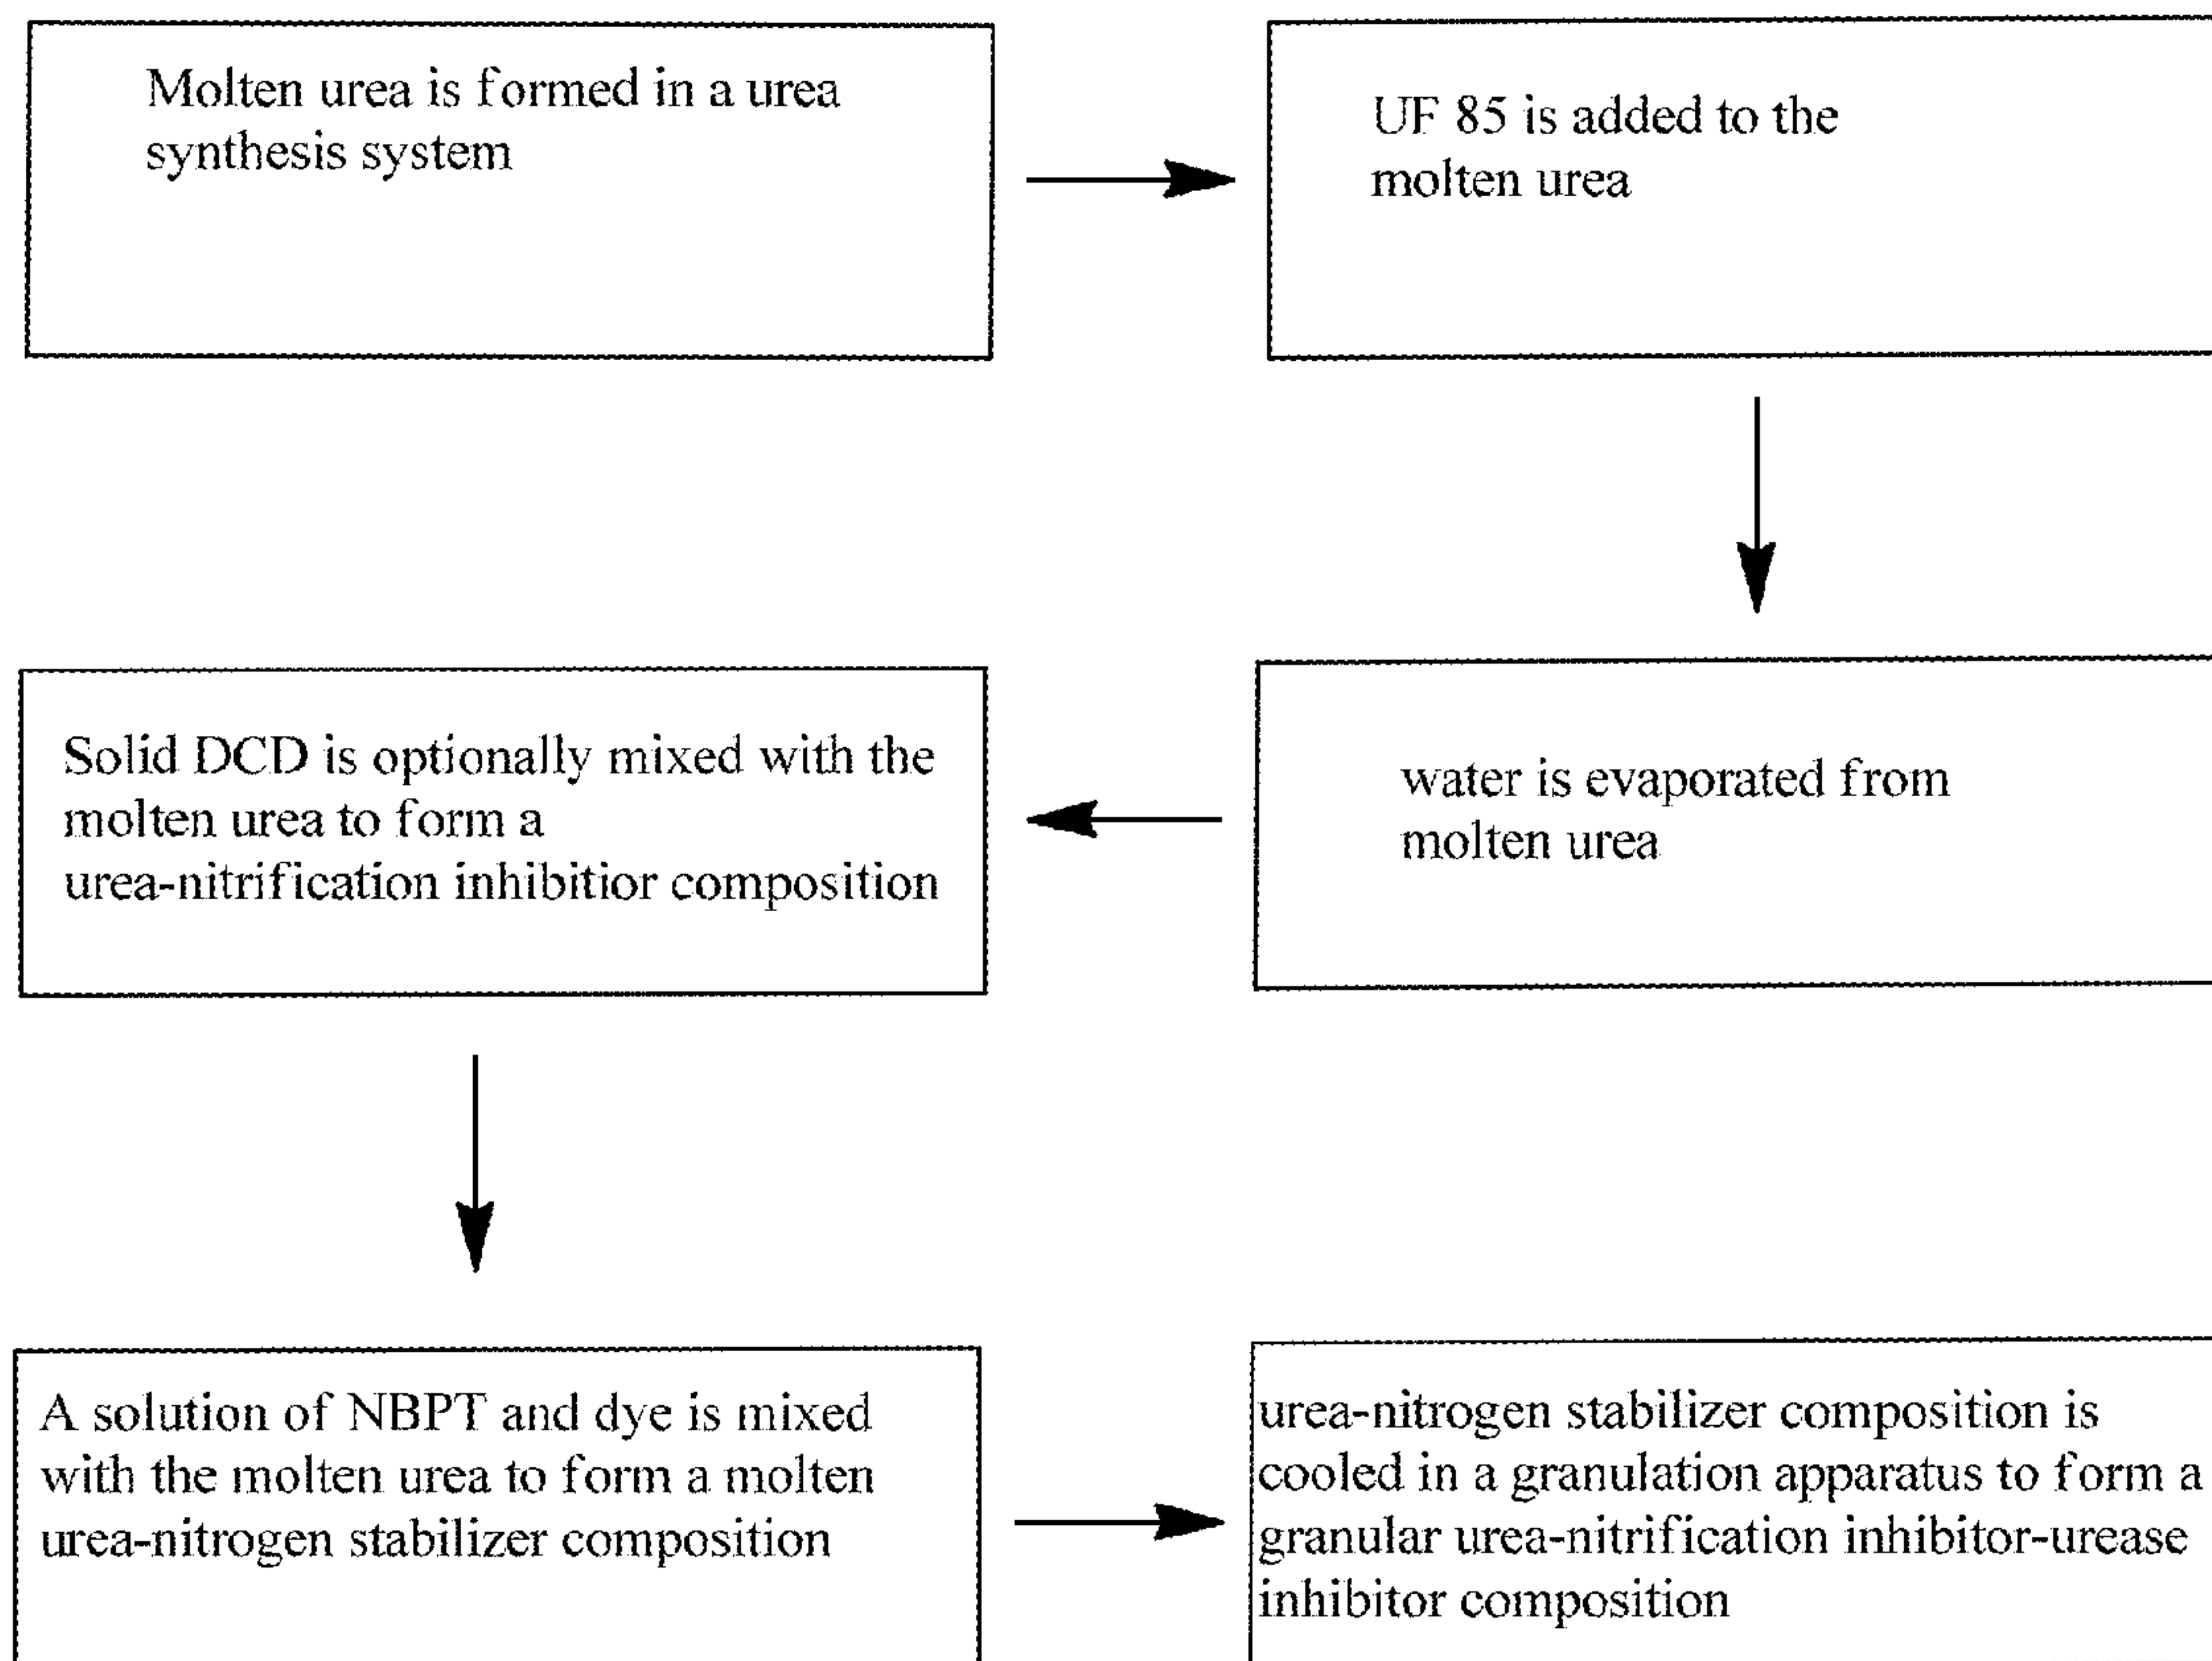 Molten urea is formed in a urea
synthesis system
UF 85 is added to the
molten urea
water is evaporated from
molten urea
Solid DCD is optionally mixed with the
molten urea to form a
urea-nitrification inhibitior composition
A solution of NBPT and dye is mixed
with the molten urea to form a molten
urea-nitrogen stabilizer composition
urea-nitrogen stabilizer composition is
cooled in a granulation apparatus to form a
granular urea-nitrification inhibitor-urease
inhibitor composition